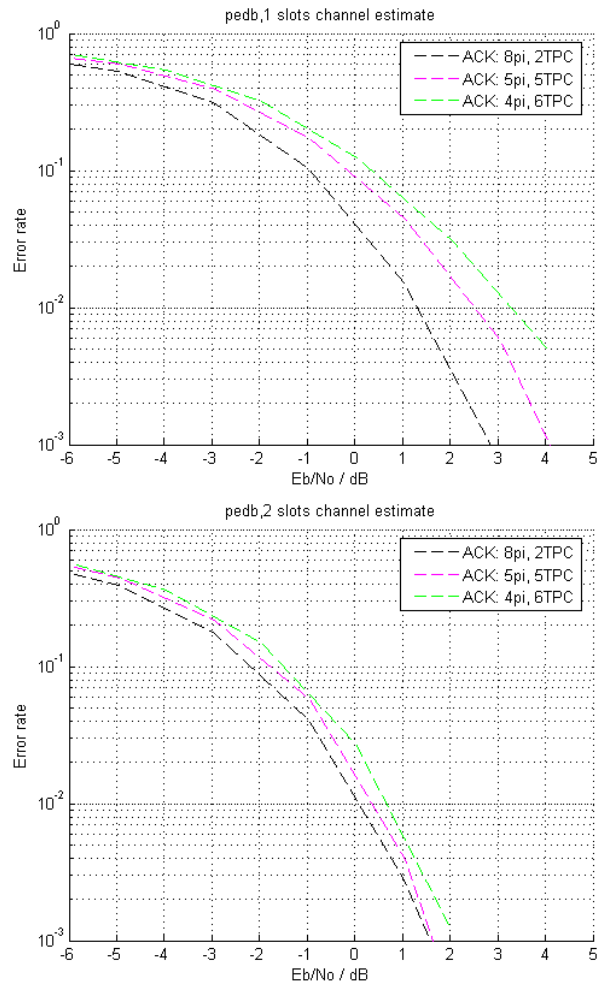 pedb,1 slots channel estimate
10^0
ACK: 8pi, 2TPC
ACK: 5pi, 5TPC
ACK: 4pi, 6TPC
10^-1
Error rate
10^-2
10^-3
-6 -5 -4 -3 -2 -1 0 1 2 3 4 5
Eb/No / dB
pedb,2 slots channel estimate
10^0
ACK: 8pi, 2TPC
ACK: 5pi, 5TPC
ACK: 4pi, 6TPC
10^-1
Error rate
10^-2
10^-3
-6 -5 -4 -3 -2 -1 0 1 2 3 4 5
Eb/No / dB